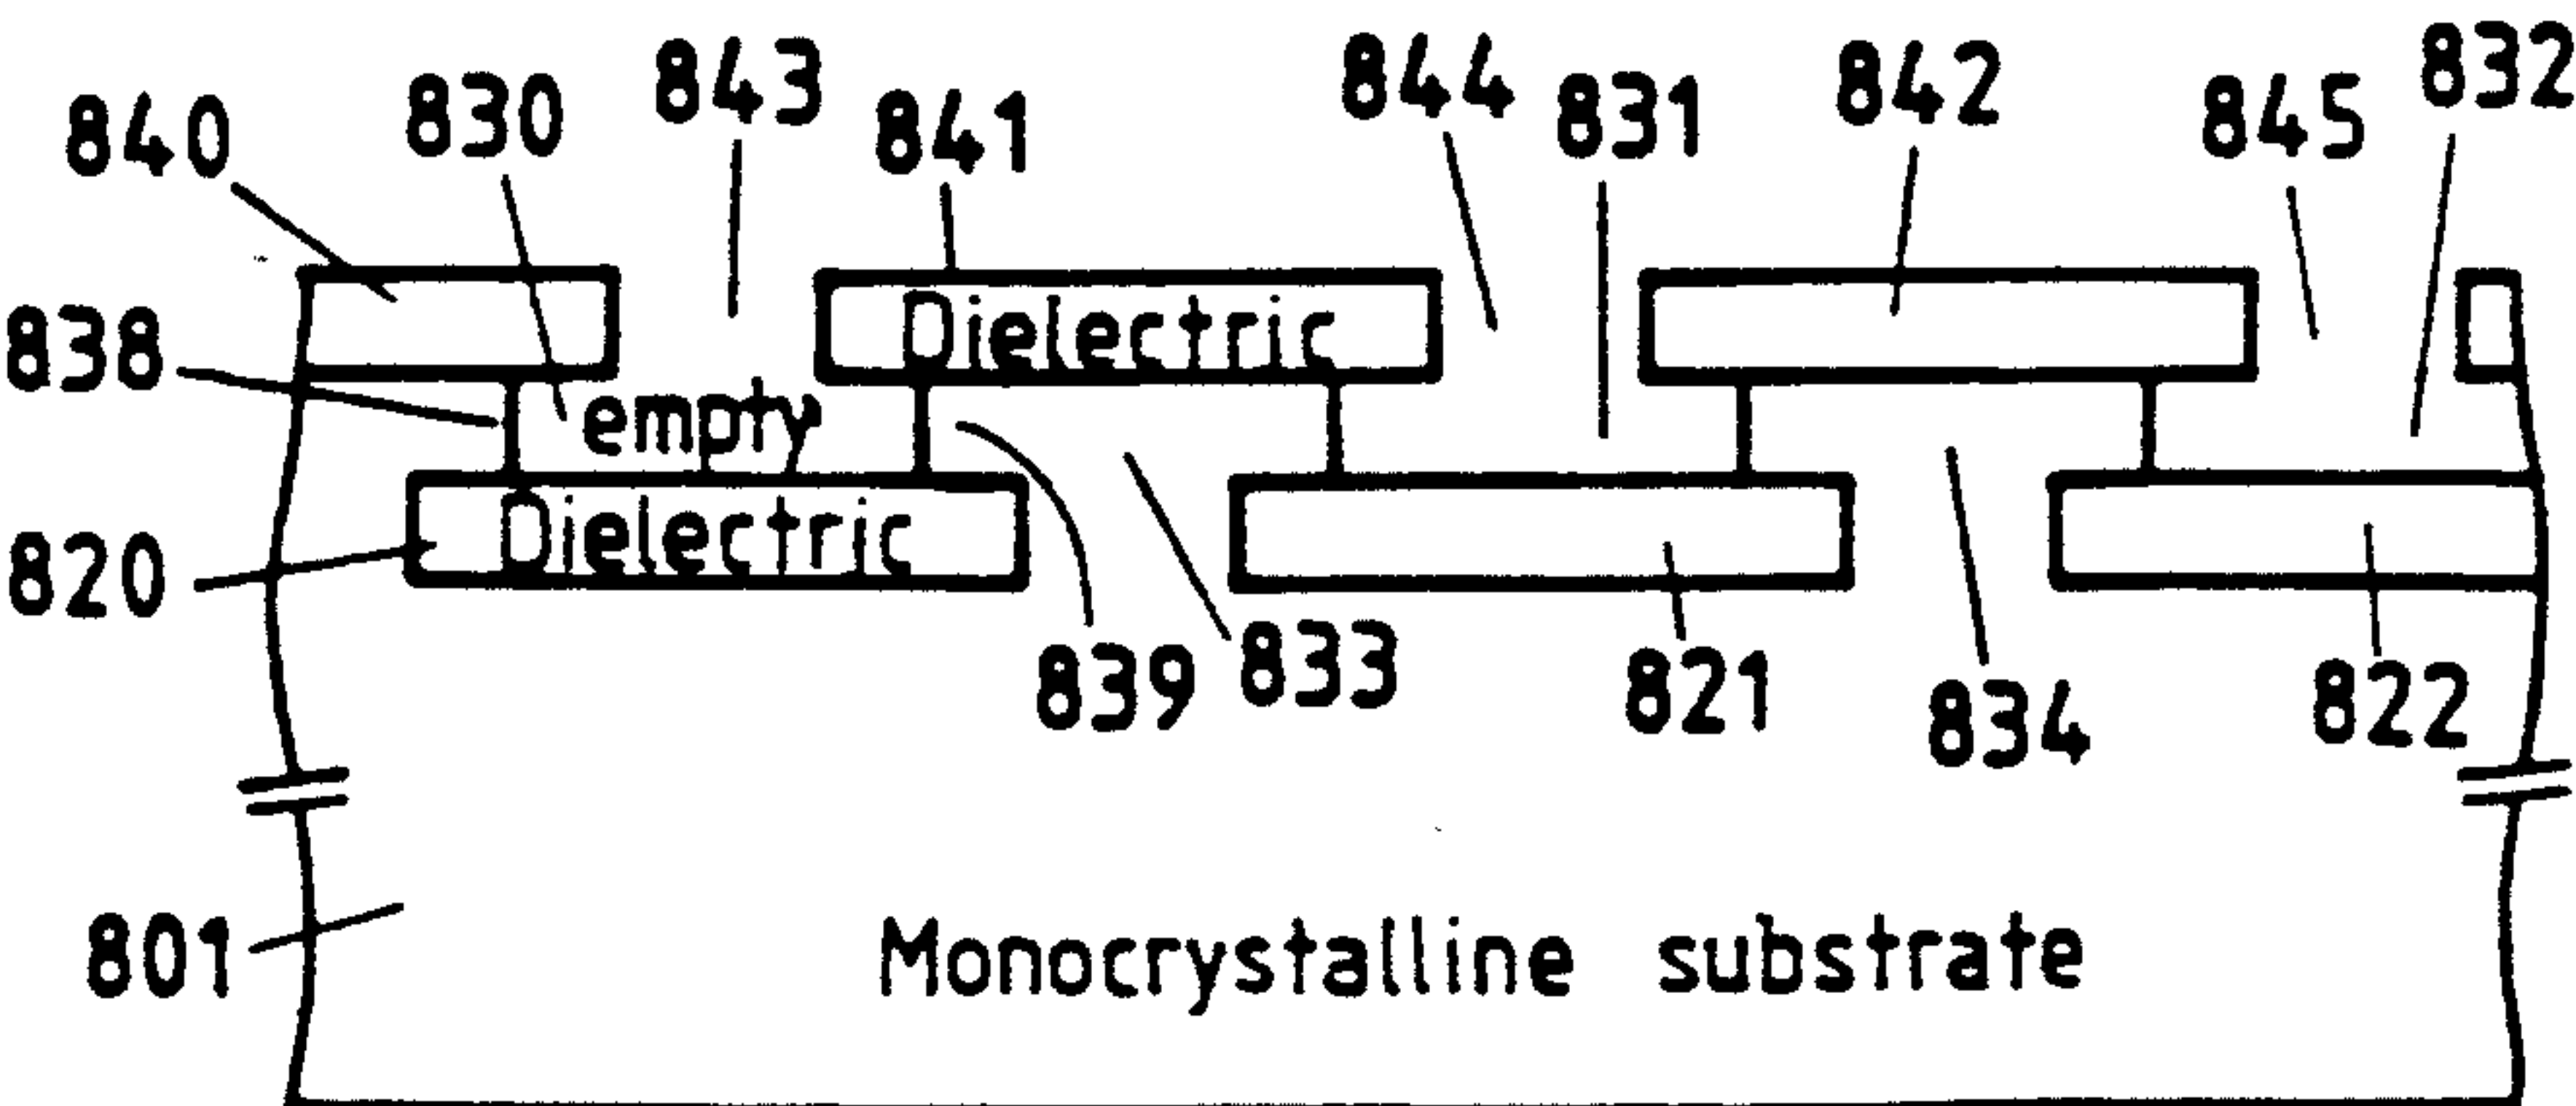 840 830 843 841 844 831 842 845 832
Dielectric
838 empty
820 Dielectric
839 833 821 834 822
801 Monocrystalline substrate